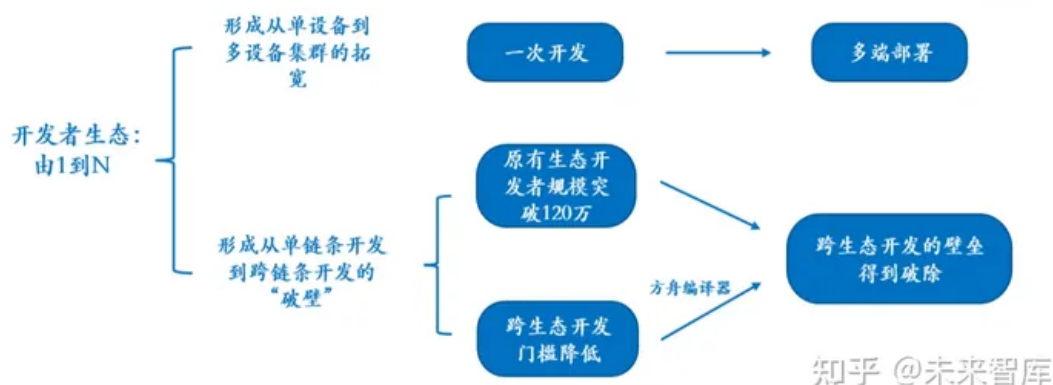 形成从单设备到
多设备集群的拓
宽
一次开发
多端部署
开发者生态：
由1到N
原有生态开
发者规模突
破120万
形成从单链条开发
到跨链条开发的
“破壁”
跨生态开发的壁垒
得到破除
方舟编译器
跨生态开发
门槛降低
知乎 @未来智库